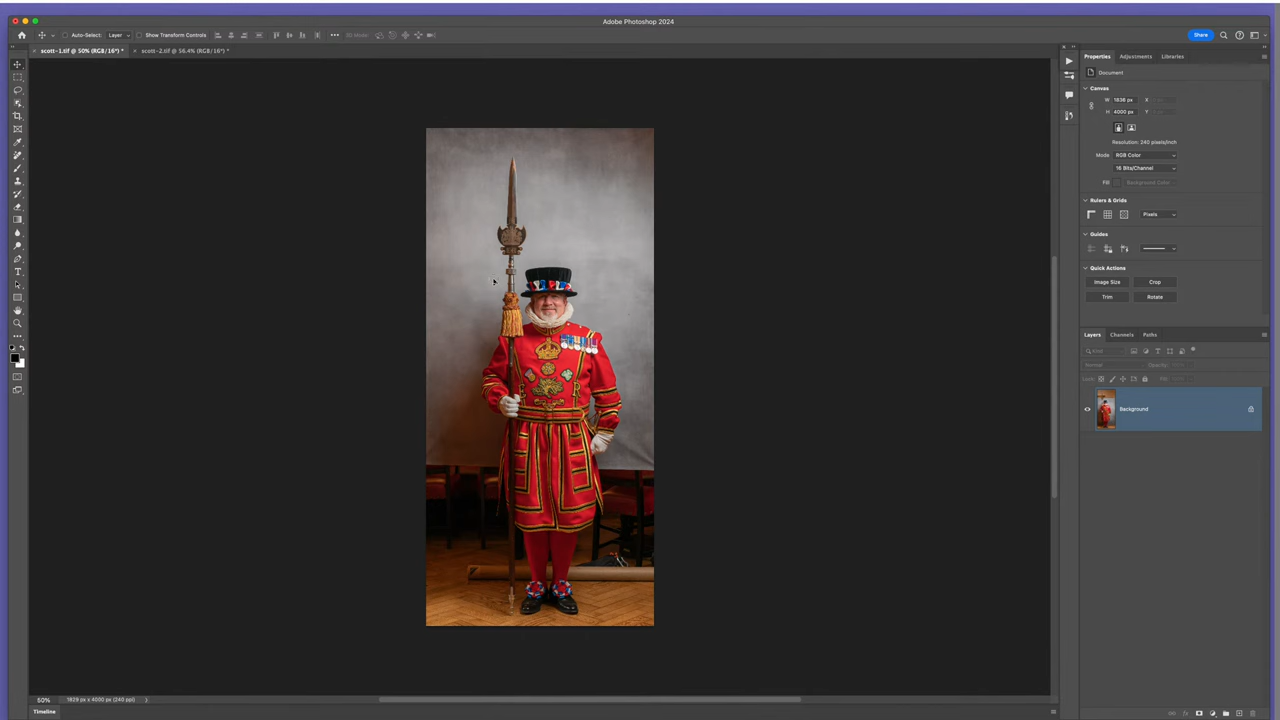 Adobe Photoshop 2024
Auto-Select: Layer Show Transform Controls
Share
scott-1.tif @ 50% (RGB/16*) *
scott-2.tif @ 56.4% (RGB/16*) *
Properties Adjustments Libraries
Document
Canvas
W 1836 px X
H 4000 px Y
Resolution: 240 pixels/inch
Mode RGB Color
16 Bits/Channel
Fill Background Color
Rulers & Grids
Pixels
Guides
Quick Actions
Image Size Crop
Trim Rotate
Layers Channels Paths
Kind
Normal Opacity:
Lock: Fill:
Background
50% 1829 px x 4000 px (240 ppi)
Timeline